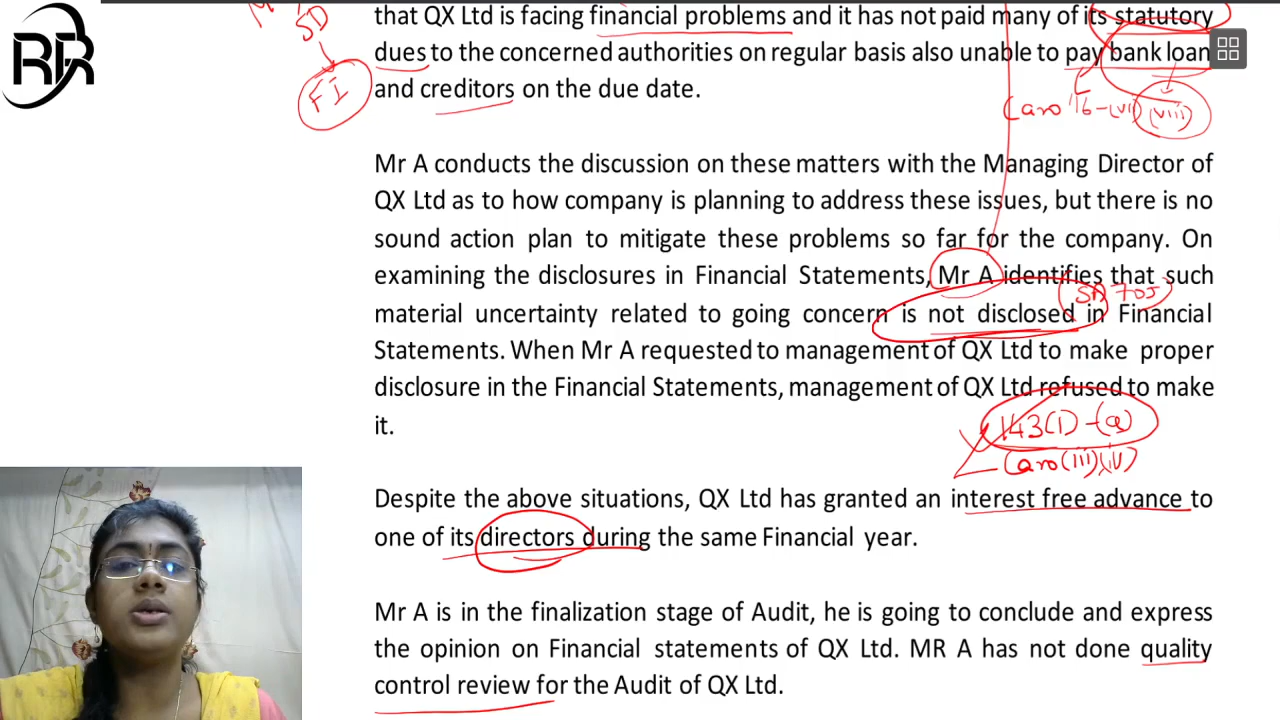 that QX Ltd is facing financial problems and it has not paid many of its statutory
SD
dues to the concerned authorities on regular basis also unable to pay bank loan
RR
FI
and creditors on the due date.
Caro '16-(vii) (viii)
Mr A conducts the discussion on these matters with the Managing Director of
QX Ltd as to how company is planning to address these issues, but there is no
sound action plan to mitigate these problems so far for the company. On
examining the disclosures in Financial Statements, Mr A identifies that such
SA 705
material uncertainty related to going concern is not disclosed in Financial
Statements. When Mr A requested to management of QX Ltd to make proper
disclosure in the Financial Statements, management of QX Ltd refused to make
it.
143(1)-(a)
Caro (iii)(iv)
Despite the above situations, QX Ltd has granted an interest free advance to
one of its directors during the same Financial year.
Mr A is in the finalization stage of Audit, he is going to conclude and express
the opinion on Financial statements of QX Ltd. MR A has not done quality
control review for the Audit of QX Ltd.